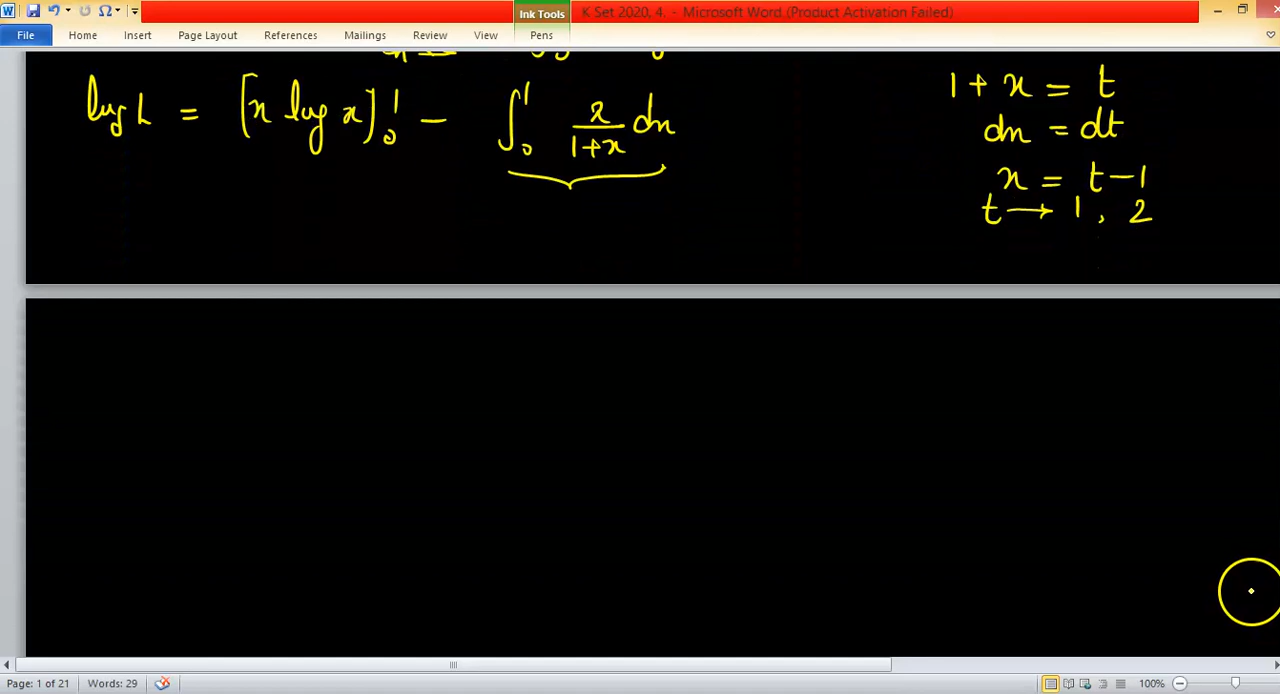 K Set 2020, 4. - Microsoft Word (Product Activation Failed)
Ink Tools
File Home Insert Page Layout References Mailings Review View Pens
log L = [x log x]₀¹ - ∫₀¹ x/(1+x) dx
1 + x = t
dx = dt
x = t - 1
t → 1, 2
Page: 1 of 21 Words: 29 100%